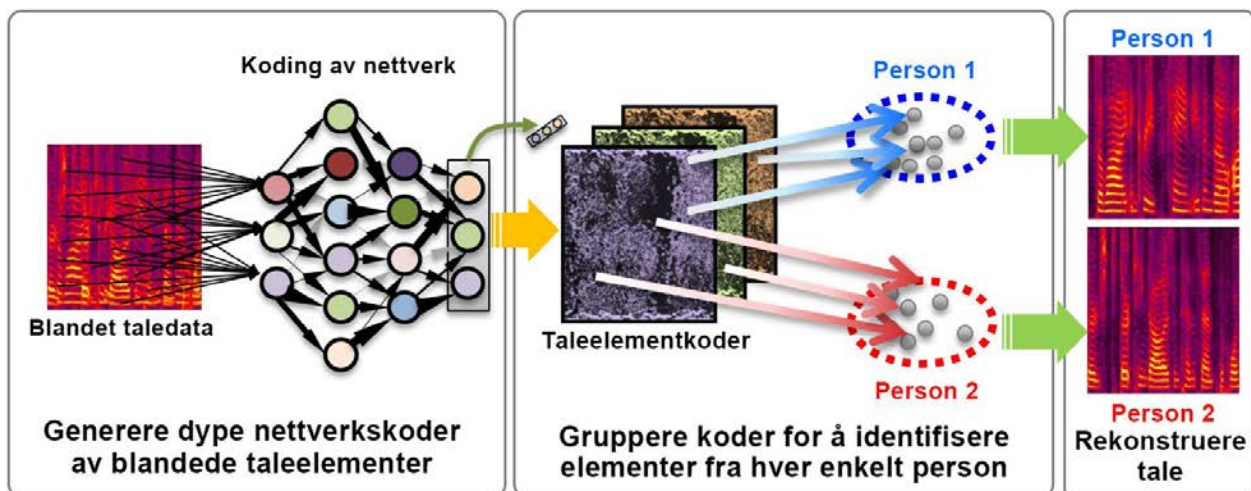 Koding av nettverk
Blandet taledata
Generere dype nettverkskoder
av blandede taleelementer
Person 1
Taleelementkoder
Person 2
Gruppere koder for å identifisere
elementer fra hver enkelt person
Person 1
Person 2
Rekonstruere
tale